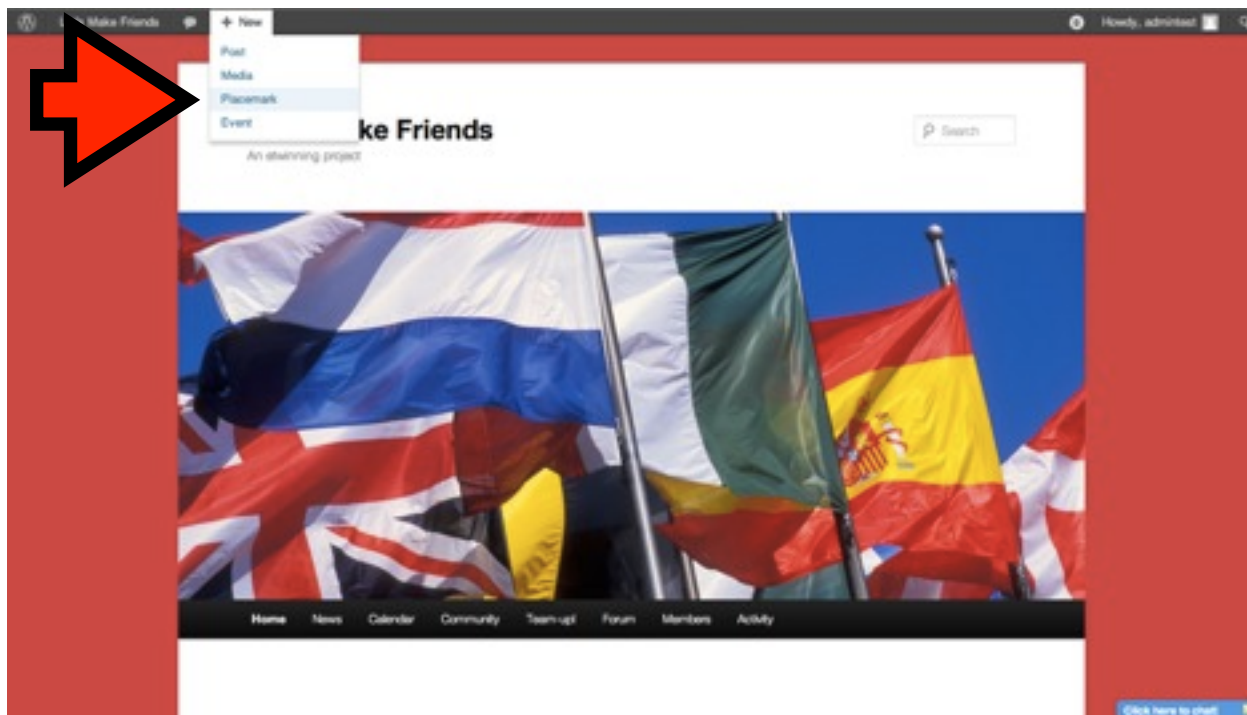 Make Friends
+ New
Howdy, admintest
Post
Media
Placemark
Event
ke Friends
An etwinning project
Search
Home News Calendar Community Team up! Forum Members Activity
Click here to chat!